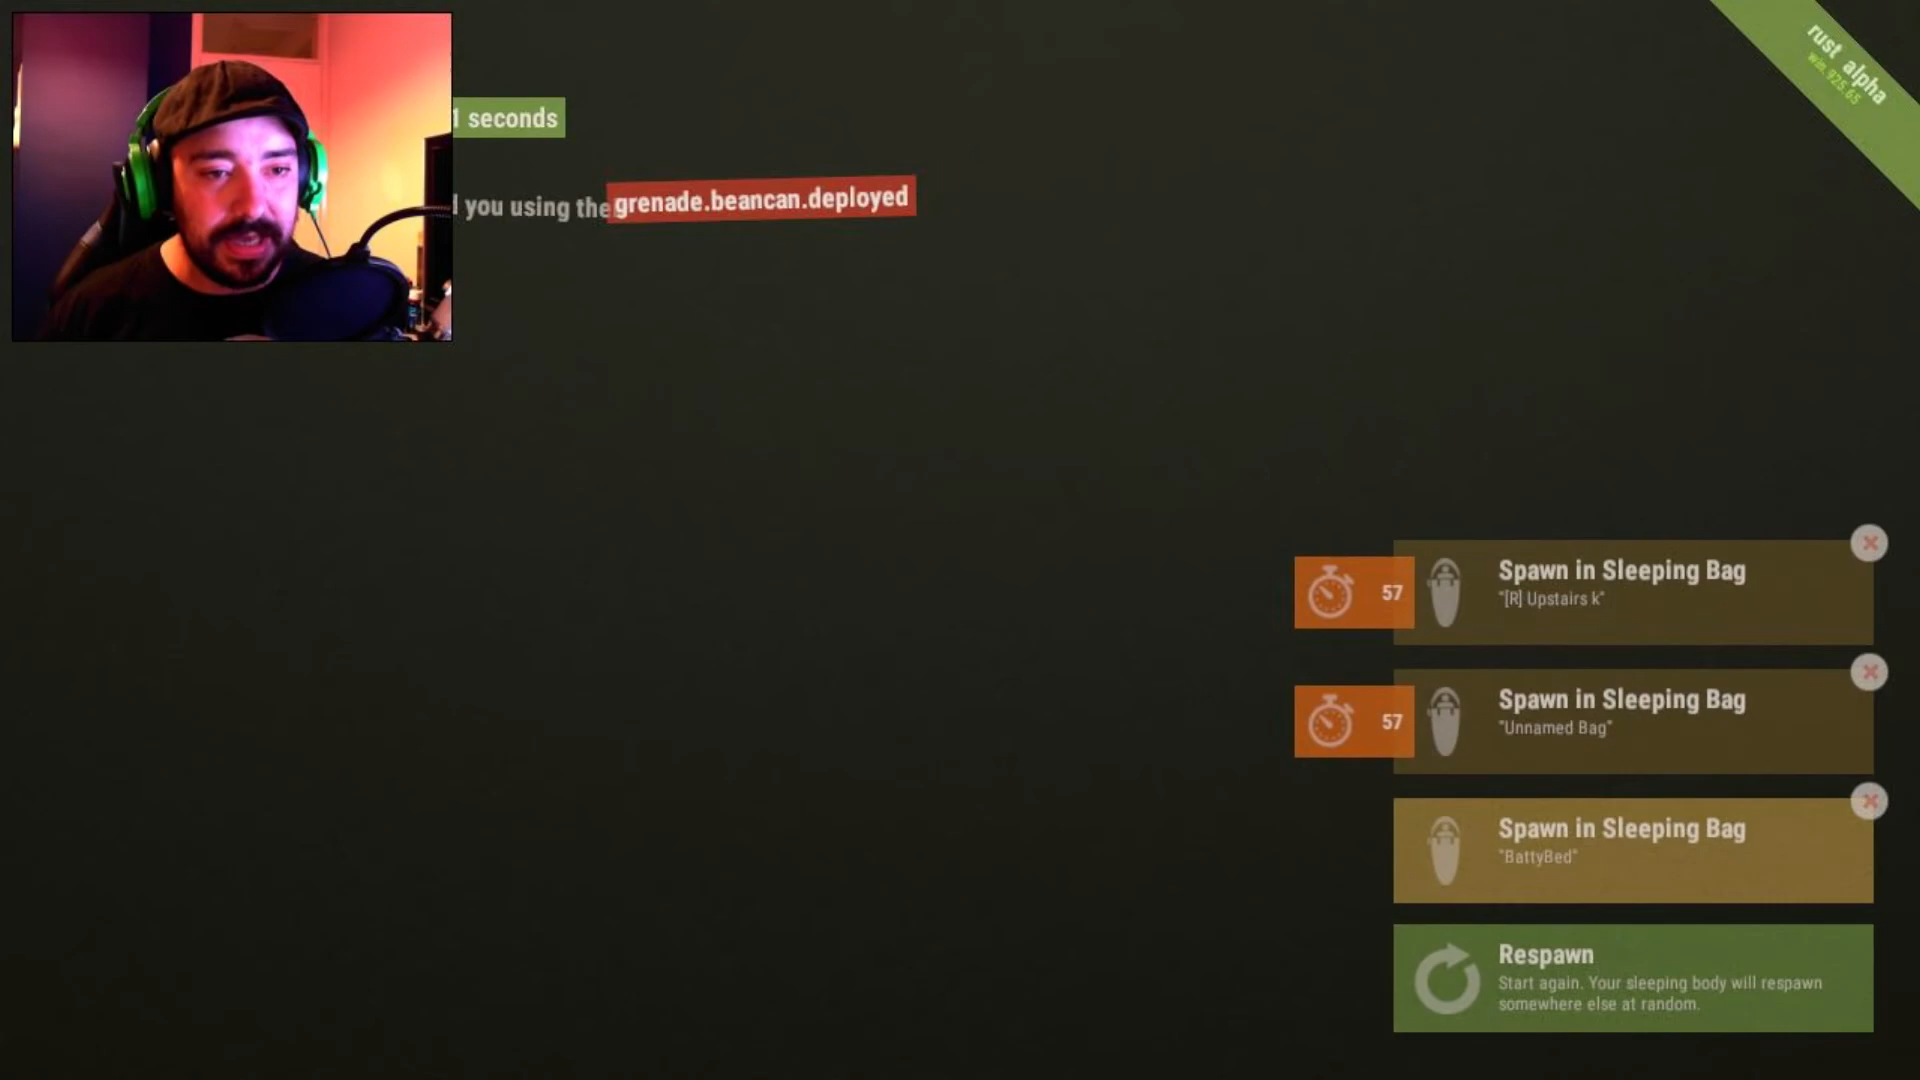 rust alpha
1 seconds
you using the grenade.beancan.deployed
57
Spawn in Sleeping Bag
"[R] Upstairs k"
57
Spawn in Sleeping Bag
"Unnamed Bag"
Spawn in Sleeping Bag
"BattyBed"
Respawn
Start again. Your sleeping body will respawn
somewhere else at random.